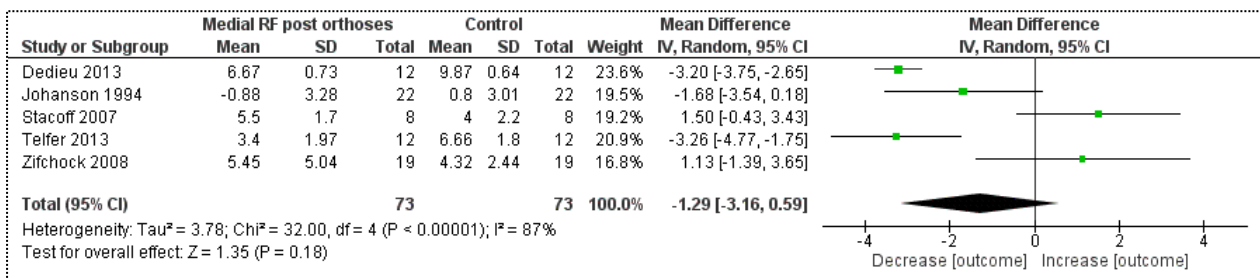 Medial RF post orthoses Control Mean Difference Mean Difference
Study or Subgroup Mean SD Total Mean SD Total Weight IV, Random, 95% CI IV, Random, 95% CI
Dedieu 2013 6.67 0.73 12 9.87 0.64 12 23.6% -3.20 [-3.75, -2.65]
Johanson 1994 -0.88 3.28 22 0.8 3.01 22 19.5% -1.68 [-3.54, 0.18]
Stacoff 2007 5.5 1.7 8 4 2.2 8 19.2% 1.50 [-0.43, 3.43]
Telfer 2013 3.4 1.97 12 6.66 1.8 12 20.9% -3.26 [-4.77, -1.75]
Zifchock 2008 5.45 5.04 19 4.32 2.44 19 16.8% 1.13 [-1.39, 3.65]
Total (95% CI) 73 73 100.0% -1.29 [-3.16, 0.59]
Heterogeneity: Tau² = 3.78; Chi² = 32.00, df = 4 (P < 0.00001); I² = 87%
Test for overall effect: Z = 1.35 (P = 0.18)
-4 -2 0 2 4
Decrease [outcome] Increase [outcome]